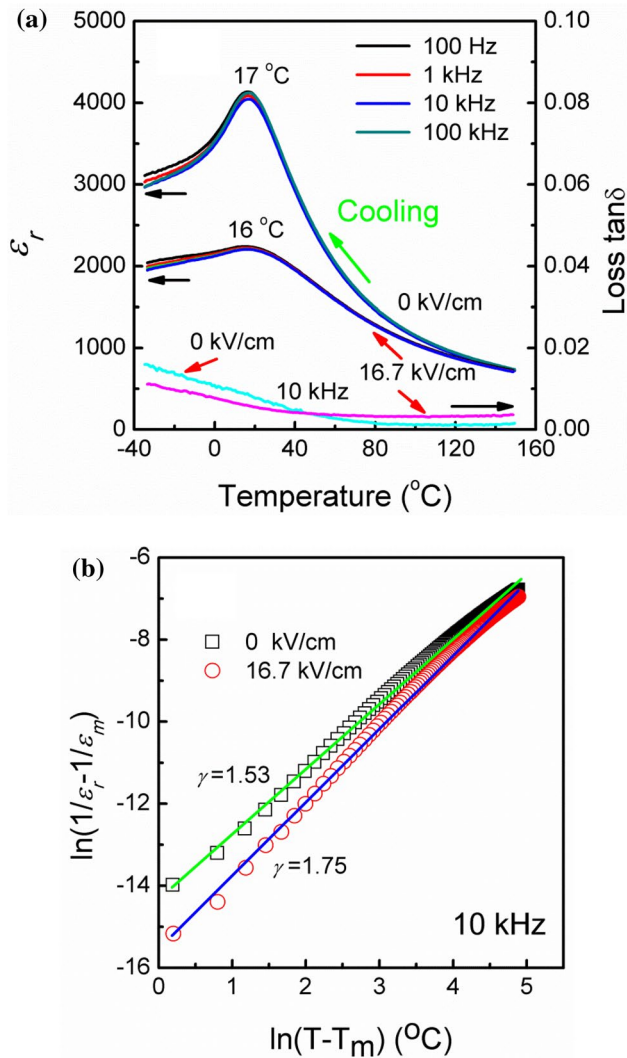 (a)
100 Hz
1 kHz
10 kHz
100 kHz
17 °C
16 °C
Cooling
0 kV/cm
16.7 kV/cm
0 kV/cm
10 kHz
5000
4000
3000
2000
1000
0
0.10
0.08
0.06
0.04
0.02
0.00
εr
Loss tanδ
-40 0 40 80 120 160
Temperature (°C)
(b)
0 kV/cm
16.7 kV/cm
γ=1.53
γ=1.75
10 kHz
-6
-8
-10
-12
-14
-16
ln(1/εr-1/εm)
0 1 2 3 4 5
ln(T-Tm) (°C)